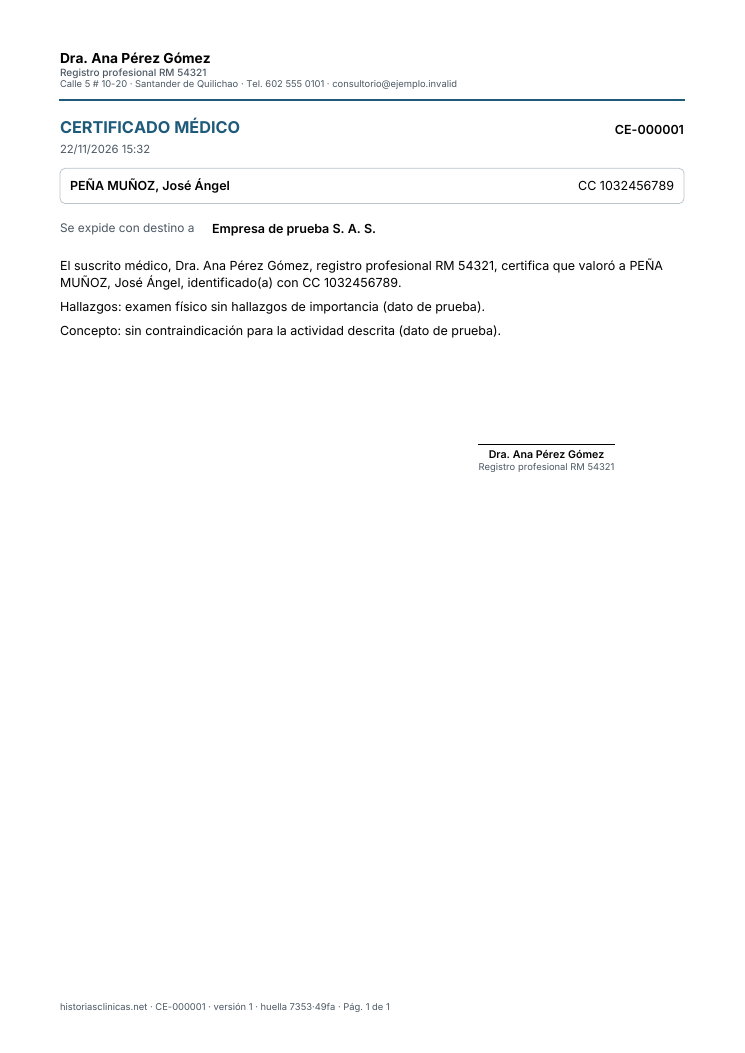 Dra. Ana Pérez Gómez
Registro profesional RM 54321
Calle 5 # 10-20 · Santander de Quilichao · Tel. 602 555 0101 · consultorio@ejemplo.invalid
CERTIFICADO MÉDICO CE-000001
22/11/2026 15:32
PEÑA MUÑOZ, José Ángel CC 1032456789
Se expide con destino a Empresa de prueba S. A. S.
El suscrito médico, Dra. Ana Pérez Gómez, registro profesional RM 54321, certifica que valoró a PEÑA
MUÑOZ, José Ángel, identificado(a) con CC 1032456789.
Hallazgos: examen físico sin hallazgos de importancia (dato de prueba).
Concepto: sin contraindicación para la actividad descrita (dato de prueba).
Dra. Ana Pérez Gómez
Registro profesional RM 54321
historiasclinicas.net · CE-000001 · versión 1 · huella 7353·49fa · Pág. 1 de 1